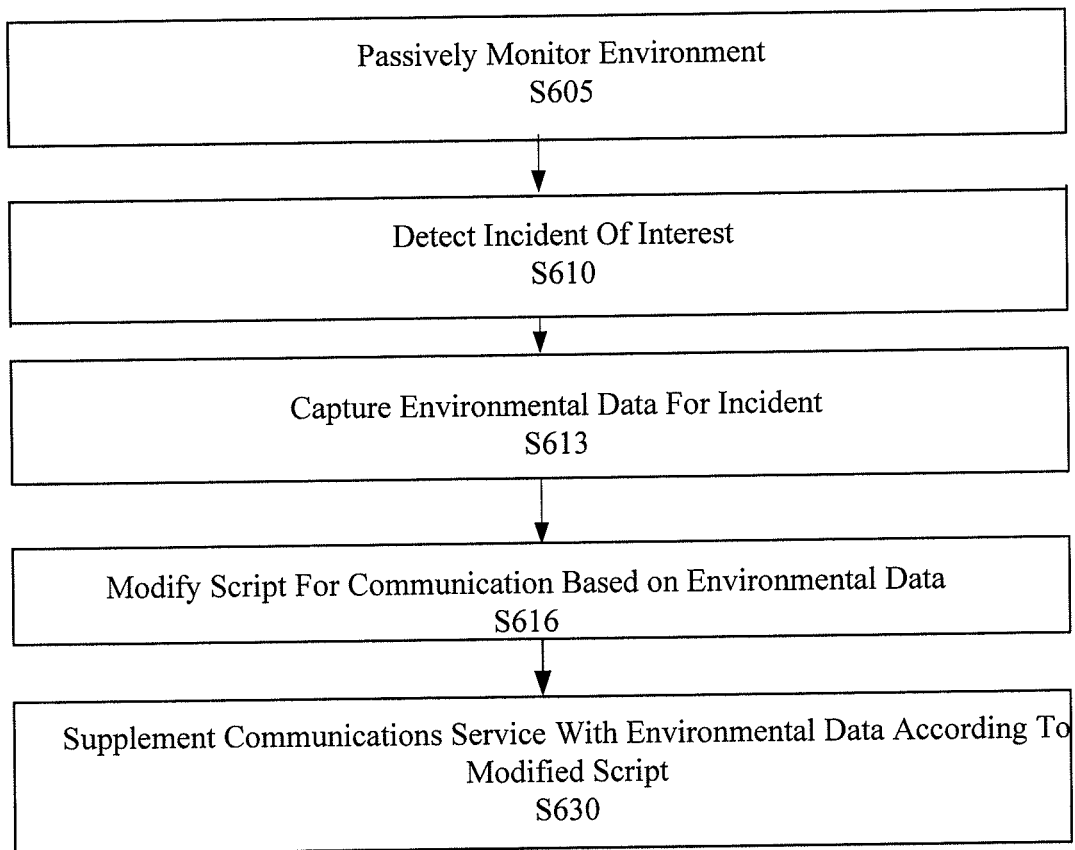 Passively Monitor Environment
S605
Detect Incident Of Interest
S610
Capture Environmental Data For Incident
S613
Modify Script For Communication Based on Environmental Data
S616
Supplement Communications Service With Environmental Data According To
Modified Script
S630